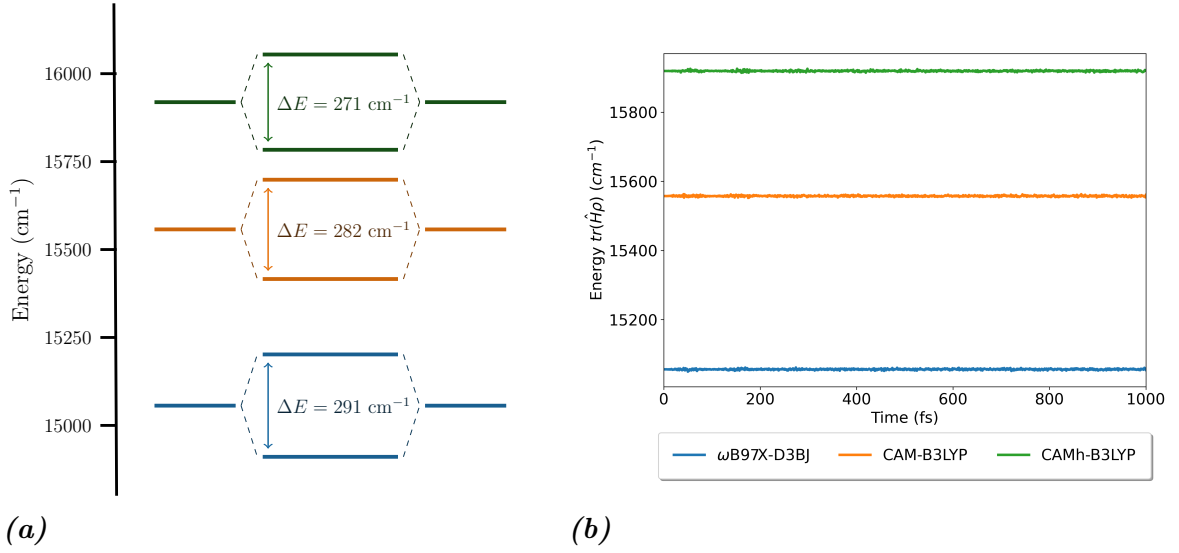 Energy (cm⁻¹)
16000
15750
15500
15250
15000
ΔE = 271 cm⁻¹
ΔE = 282 cm⁻¹
ΔE = 291 cm⁻¹
(a)
Energy tr(Ĥρ) (cm⁻¹)
15800
15600
15400
15200
0 200 400 600 800 1000
Time (fs)
ωB97X-D3BJ CAM-B3LYP CAMh-B3LYP
(b)